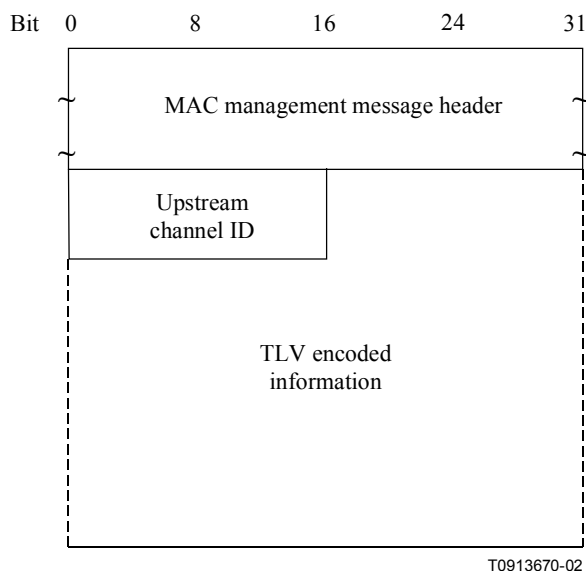 Bit 0 8 16 24 31
MAC management message header
Upstream
channel ID
TLV encoded
information
T0913670-02